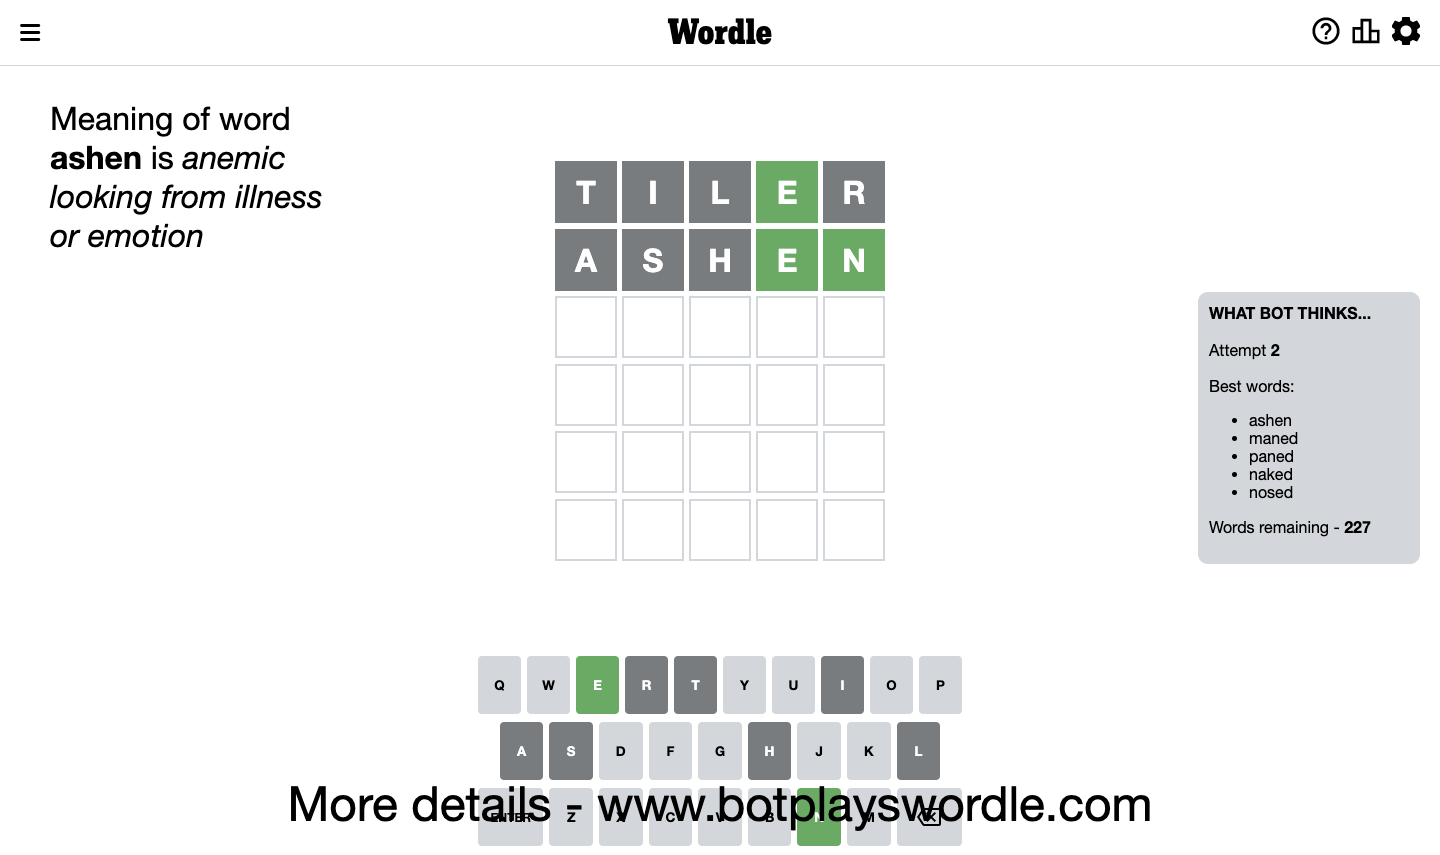 Wordle
Meaning of word
ashen is anemic
looking from illness
or emotion
T I L E R
A S H E N
WHAT BOT THINKS...
Attempt 2
Best words:
• ashen
• maned
• paned
• naked
• nosed
Words remaining - 227
Q W E R T Y U I O P
A S D F G H J K L
ENTER Z X C V B N M
More details - www.botplayswordle.com